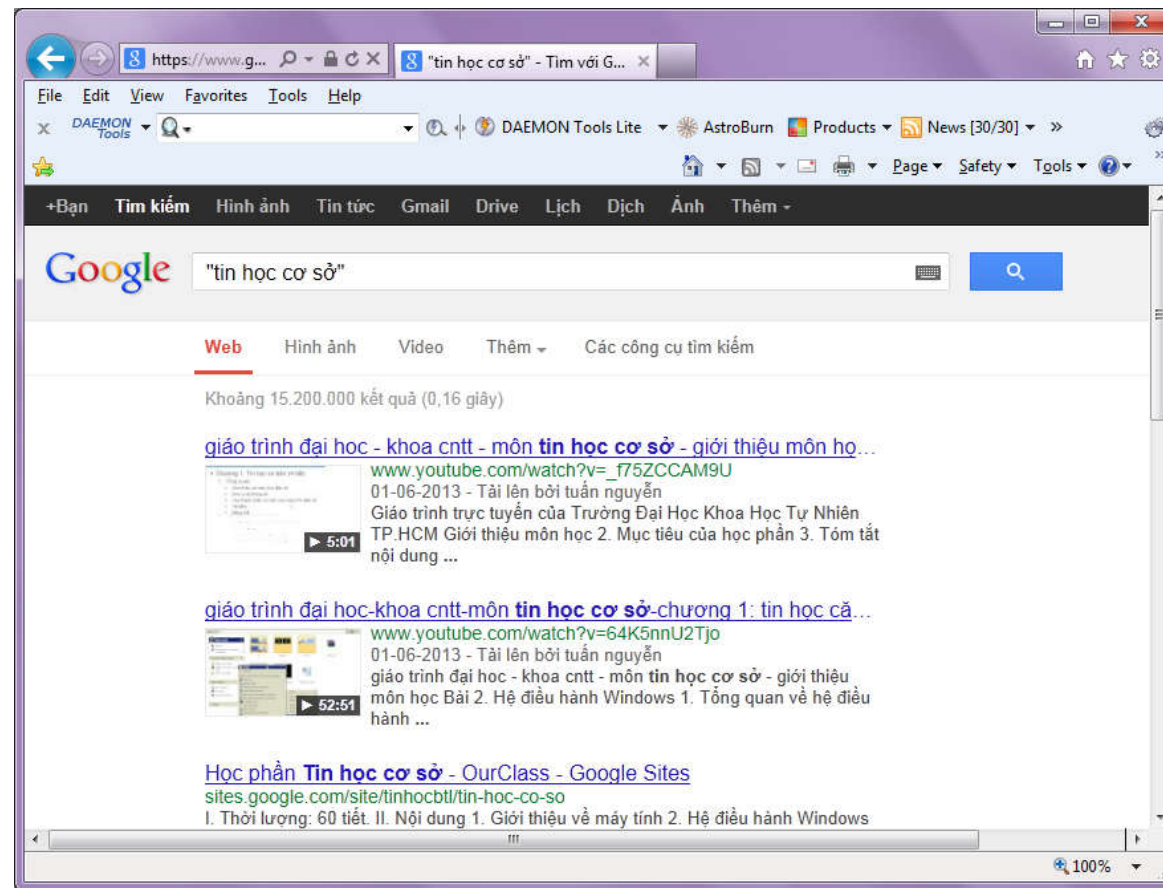 https://www.g...
"tin học cơ sở" - Tìm với G...
File Edit View Favorites Tools Help
x DAEMON Tools DAEMON Tools Lite AstroBurn Products News [30/30] »
Page Safety Tools
+Bạn Tìm kiếm Hình ảnh Tin tức Gmail Drive Lịch Dịch Ảnh Thêm
Google "tin học cơ sở"
Web Hình ảnh Video Thêm Các công cụ tìm kiếm
Khoảng 15.200.000 kết quả (0,16 giây)
giáo trình đại hoc - khoa cntt - môn tin học cơ sở - giới thiệu môn họ...
www.youtube.com/watch?v=_f75ZCCAM9U
01-06-2013 - Tải lên bởi tuấn nguyễn
Giáo trình trực tuyến của Trường Đại Học Khoa Học Tự Nhiên
5:01
TP.HCM Giới thiệu môn học 2. Mục tiêu của học phần 3. Tóm tắt
nội dung ...
giáo trình đại hoc-khoa cntt-môn tin học cơ sở-chương 1: tin học că...
www.youtube.com/watch?v=64K5nnU2Tjo
01-06-2013 - Tải lên bởi tuấn nguyễn
giáo trình đại hoc - khoa cntt - môn tin học cơ sở - giới thiệu
52:51
môn học Bài 2. Hệ điều hành Windows 1. Tổng quan về hệ điều
hành ...
Học phần Tin học cơ sở - OurClass - Google Sites
sites.google.com/site/tinhocbtl/tin-hoc-co-so
I. Thời lượng: 60 tiết. II. Nội dung 1. Giới thiệu về máy tính 2. Hệ điều hành Windows
100%